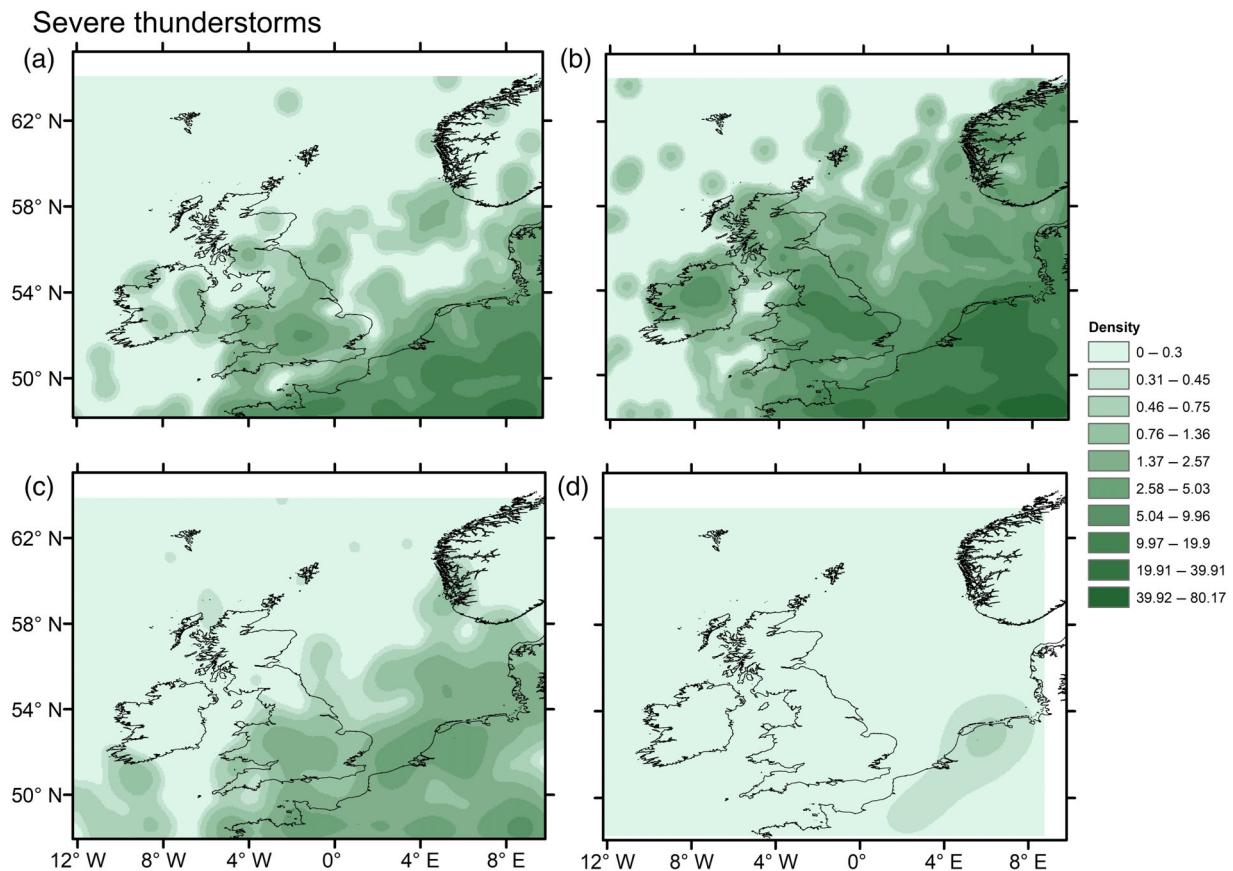 Severe thunderstorms
(a)
(b)
62° N
58° N
54° N
50° N
Density
0 – 0.3
0.31 – 0.45
0.46 – 0.75
0.76 – 1.36
1.37 – 2.57
2.58 – 5.03
5.04 – 9.96
9.97 – 19.9
19.91 – 39.91
39.92 – 80.17
(c)
(d)
62° N
58° N
54° N
50° N
12° W 8° W 4° W 0° 4° E 8° E 12° W 8° W 4° W 0° 4° E 8° E